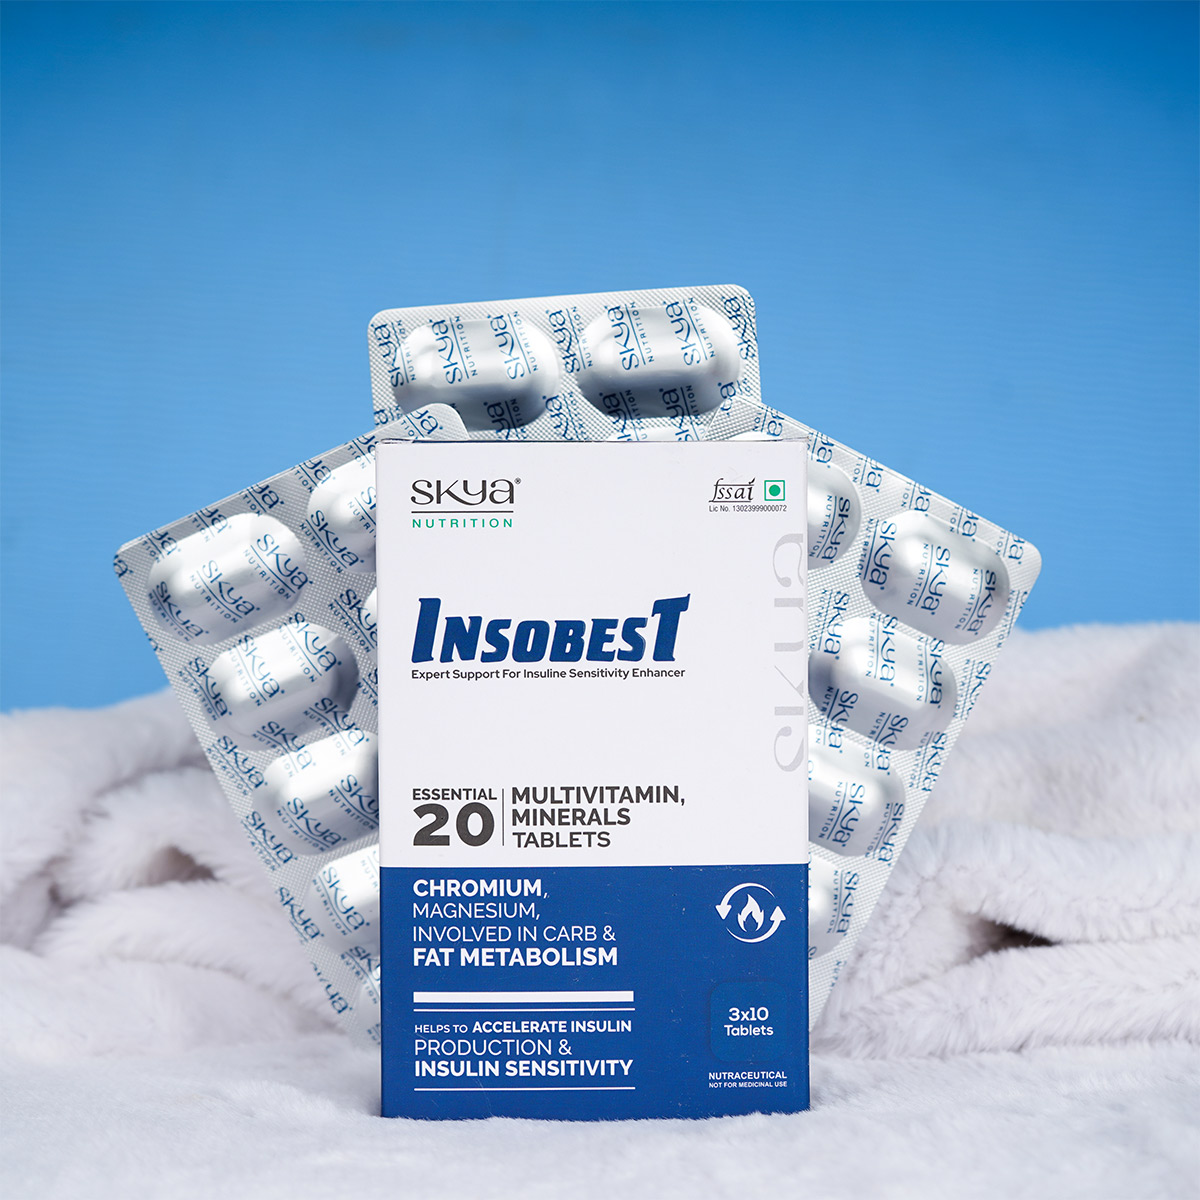 SKYA®
NUTRITION
fssai
Lic No. 13023999000072
SKYA
INSOBEST
Expert Support For Insuline Sensitivity Enhancer
ESSENTIAL
20
MULTIVITAMIN,
MINERALS
TABLETS
CHROMIUM,
MAGNESIUM,
INVOLVED IN CARB &
FAT METABOLISM
HELPS TO ACCELERATE INSULIN
PRODUCTION &
INSULIN SENSITIVITY
3x10
Tablets
NUTRACEUTICAL
NOT FOR MEDICINAL USE